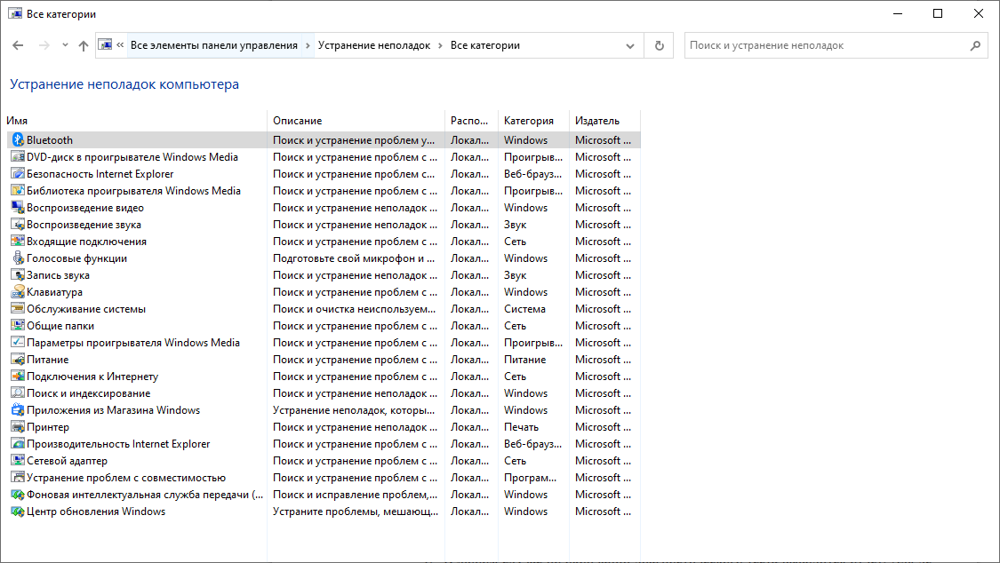 Все категории
« Все элементы панели управления > Устранение неполадок > Все категории
Поиск и устранение неполадок
Устранение неполадок компьютера
Имя Описание Распо... Категория Издатель
Bluetooth Поиск и устранение проблем у... Локал... Windows Microsoft ...
DVD-диск в проигрывателе Windows Media Поиск и устранение проблем с ... Локал... Проигрыв... Microsoft ...
Безопасность Internet Explorer Поиск и устранение проблем с... Локал... Веб-брауз... Microsoft ...
Библиотека проигрывателя Windows Media Поиск и устранение проблем с ... Локал... Проигрыв... Microsoft ...
Воспроизведение видео Поиск и устранение неполадок ... Локал... Windows Microsoft ...
Воспроизведение звука Поиск и устранение неполадок ... Локал... Звук Microsoft ...
Входящие подключения Поиск и устранение проблем с ... Локал... Сеть Microsoft ...
Голосовые функции Подготовьте свой микрофон и ... Локал... Windows Microsoft ...
Запись звука Поиск и устранение неполадок ... Локал... Звук Microsoft ...
Клавиатура Поиск и устранение проблем с ... Локал... Windows Microsoft ...
Обслуживание системы Поиск и очистка неиспользуем... Локал... Система Microsoft ...
Общие папки Поиск и устранение проблем с ... Локал... Сеть Microsoft ...
Параметры проигрывателя Windows Media Поиск и устранение проблем с ... Локал... Проигрыв... Microsoft ...
Питание Поиск и устранение проблем с ... Локал... Питание Microsoft ...
Подключения к Интернету Поиск и устранение проблем с ... Локал... Сеть Microsoft ...
Поиск и индексирование Поиск и устранение неполадок ... Локал... Windows Microsoft ...
Приложения из Магазина Windows Устранение неполадок, которы... Локал... Windows Microsoft ...
Принтер Поиск и устранение неполадок ... Локал... Печать Microsoft ...
Производительность Internet Explorer Поиск и устранение проблем с ... Локал... Веб-брауз... Microsoft ...
Сетевой адаптер Поиск и устранение проблем с ... Локал... Сеть Microsoft ...
Устранение проблем с совместимостью Поиск и устранение проблем с ... Локал... Програм... Microsoft ...
Фоновая интеллектуальная служба передачи (... Поиск и исправление проблем,... Локал... Windows Microsoft ...
Центр обновления Windows Устраните проблемы, мешающ... Локал... Windows Microsoft ...